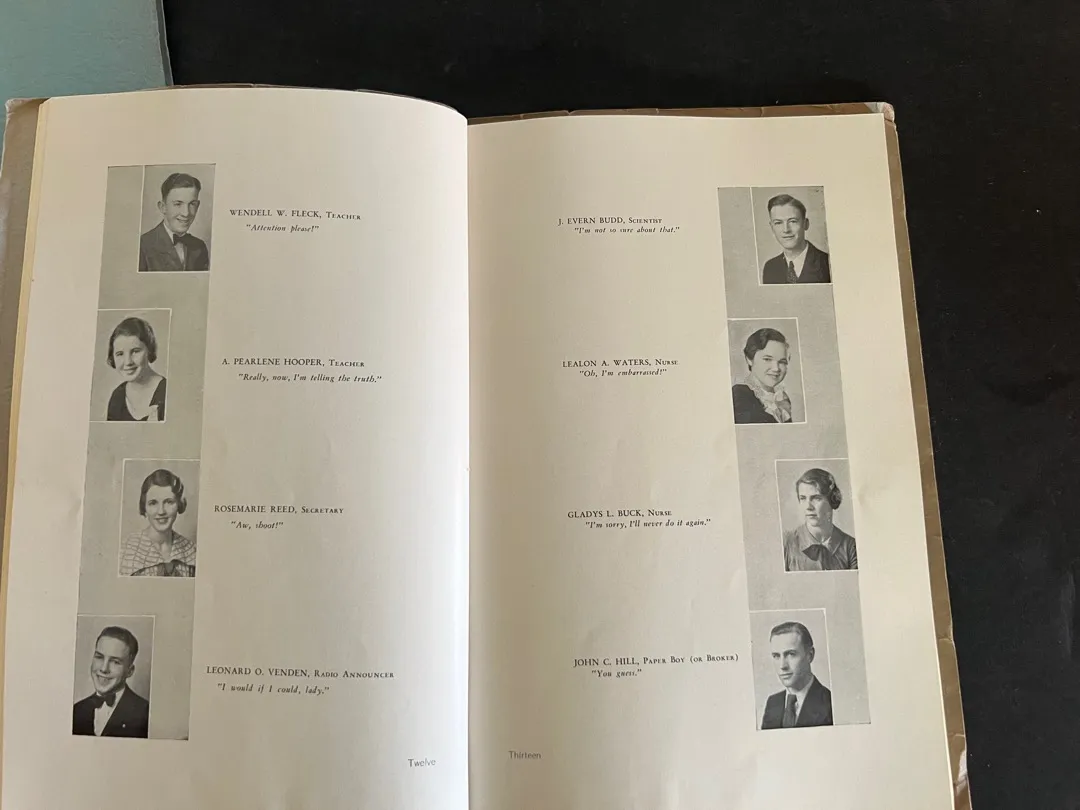 WENDELL W. FLECK, TEACHER
"Attention please!"
A. PEARLENE HOOPER, TEACHER
"Really, now, I'm telling the truth."
ROSEMARIE REED, SECRETARY
"Aw, shoot!"
LEONARD O. VENDEN, RADIO ANNOUNCER
"I would if I could, lady."
Twelve
J. EVERN BUDD, SCIENTIST
"I'm not so sure about that."
LEALON A. WATERS, NURSE
"Oh, I'm embarrassed!"
GLADYS L. BUCK, NURSE
"I'm sorry, I'll never do it again."
JOHN C. HILL, PAPER BOY (OR BROKER)
"You guess."
Thirteen